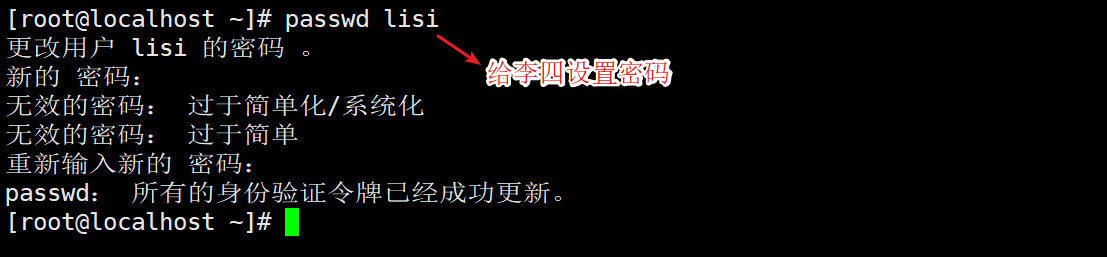 [root@localhost ~]# passwd lisi
更改用户 lisi 的密码 。
给李四设置密码
新的 密码：
无效的密码： 过于简单化/系统化
无效的密码： 过于简单
重新输入新的 密码：
passwd： 所有的身份验证令牌已经成功更新。
[root@localhost ~]#